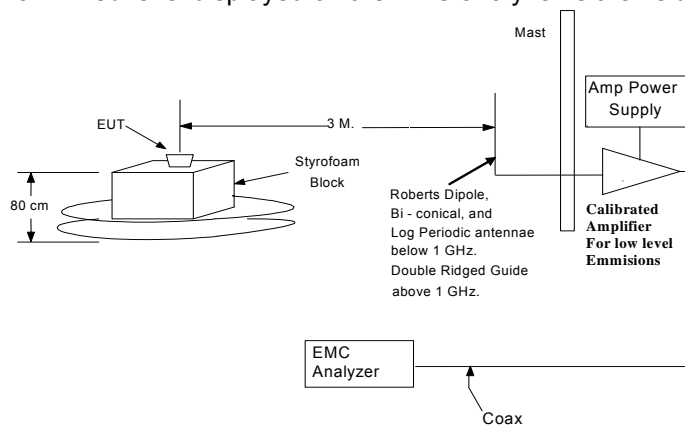 Mast
Amp Power
Supply
EUT
3 M.
Styrofoam
Block
80 cm
Roberts Dipole,
Bi - conical, and
Log Periodic antennae
below 1 GHz.
Double Ridged Guide
above 1 GHz.
Calibrated
Amplifier
For low level
Emmisions
EMC
Analyzer
Coax